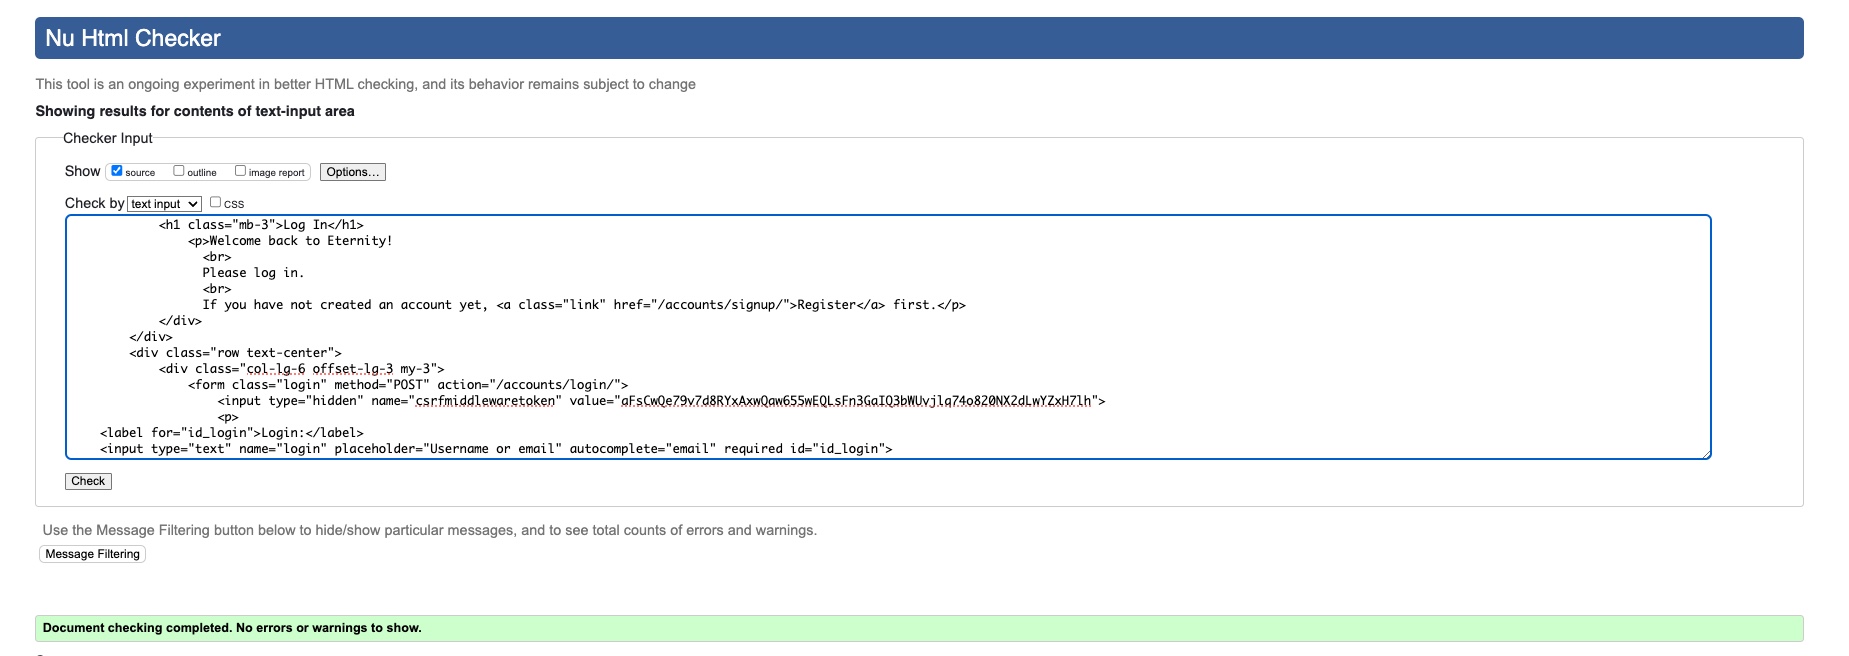 Nu Html Checker
This tool is an ongoing experiment in better HTML checking, and its behavior remains subject to change
Showing results for contents of text-input area
Checker Input
Show source outline image report Options...
Check by text input css
<h1 class="mb-3">Log In</h1>
<p>Welcome back to Eternity!
<br>
Please log in.
<br>
If you have not created an account yet, <a class="link" href="/accounts/signup/">Register</a> first.</p>
</div>
</div>
<div class="row text-center">
<div class="col-lg-6 offset-lg-3 my-3">
<form class="login" method="POST" action="/accounts/login/">
<input type="hidden" name="csrfmiddlewaretoken" value="aFsCwQe79v7d8RYxAxwQaw655wEQLsFn3GaIQ3bWUvjlq74o820NX2dLwYZxH7lh">
<p>
<label for="id_login">Login:</label>
<input type="text" name="login" placeholder="Username or email" autocomplete="email" required id="id_login">
Check
Use the Message Filtering button below to hide/show particular messages, and to see total counts of errors and warnings.
Message Filtering
Document checking completed. No errors or warnings to show.